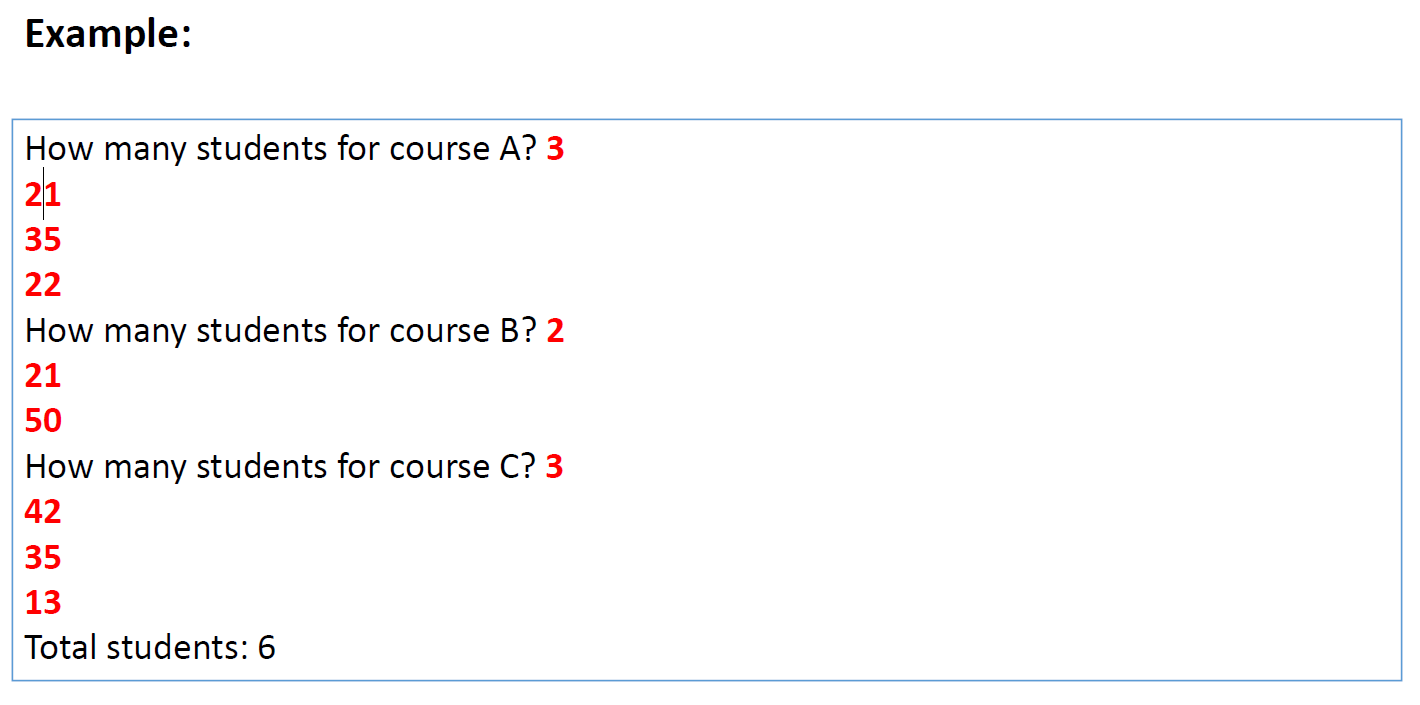 Example:
How many students for course A? 3
21
35
22
How many students for course B? 2
21
50
How many students for course C? 3
42
35
13
Total students: 6